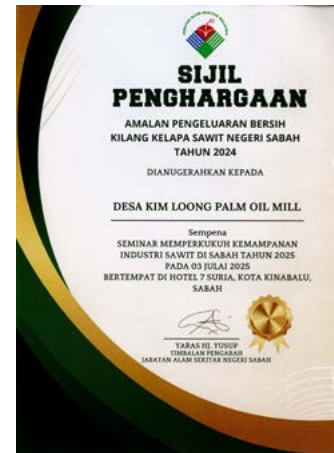 SIJIL
PENGHARGAAN
AMALAN PENGELUARAN BERSIH
KILANG KELAPA SAWIT NEGERI SABAH
TAHUN 2024
DIANUGERAHKAN KEPADA
DESA KIM LOONG PALM OIL MILL
Sempena
SEMINAR MEMPERKUKUH KEMAMPANAN
INDUSTRI SAWIT DI SABAH TAHUN 2025
PADA 03 JULAI 2025
BERTEMPAT DI HOTEL 7 SURIA, KOTA KINABALU,
SABAH
YARAS HJ. YUSUP
TIMBALAN PENGARAH
JABATAN ALAM SEKITAR NEGERI SABAH